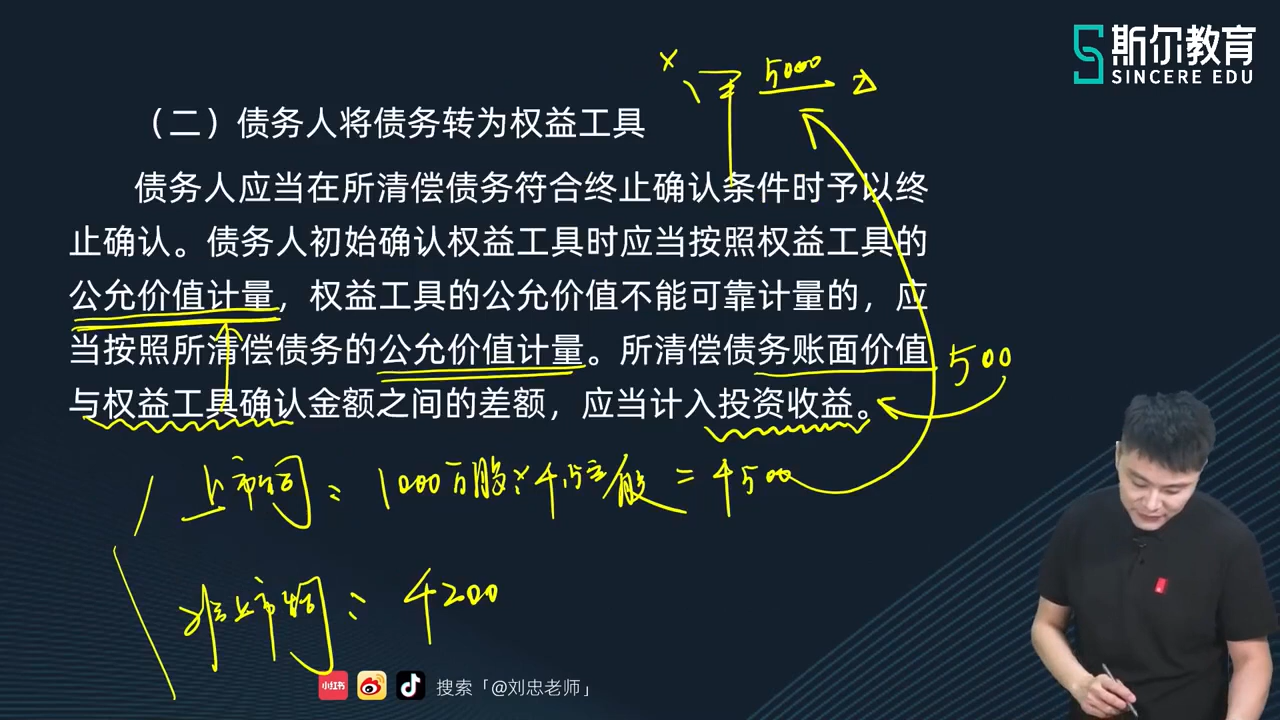 斯尔教育
SINCERE EDU
5000
（二）债务人将债务转为权益工具
债务人应当在所清偿债务符合终止确认条件时予以终
止确认。债务人初始确认权益工具时应当按照权益工具的
公允价值计量，权益工具的公允价值不能可靠计量的，应
当按照所清偿债务的公允价值计量。所清偿债务账面价值
500
与权益工具确认金额之间的差额，应当计入投资收益。
上市公司：1000万股×4.5元/股=4500
非上市公司：4200
小红书
搜索「@刘忠老师」